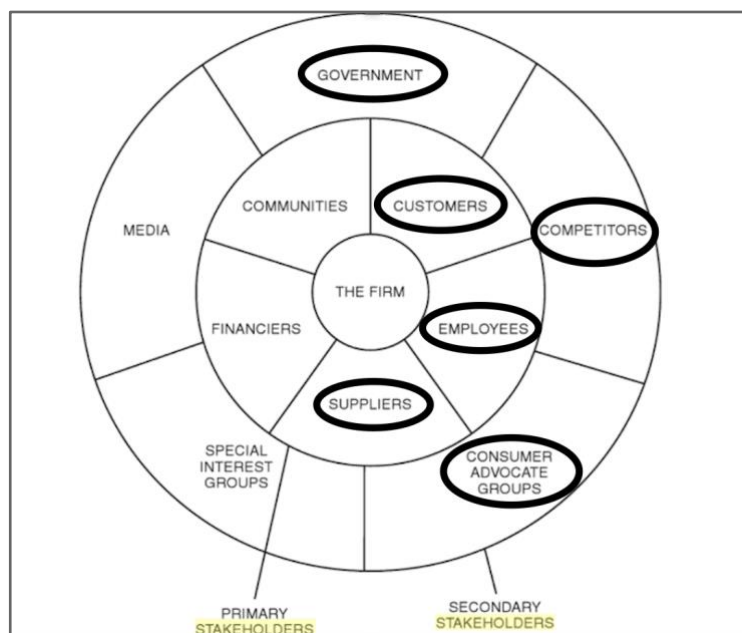 GOVERNMENT
COMMUNITIES
CUSTOMERS
MEDIA
COMPETITORS
THE FIRM
FINANCIERS
EMPLOYEES
SUPPLIERS
SPECIAL
INTEREST
GROUPS
CONSUMER
ADVOCATE
GROUPS
PRIMARY
STAKEHOLDERS
SECONDARY
STAKEHOLDERS